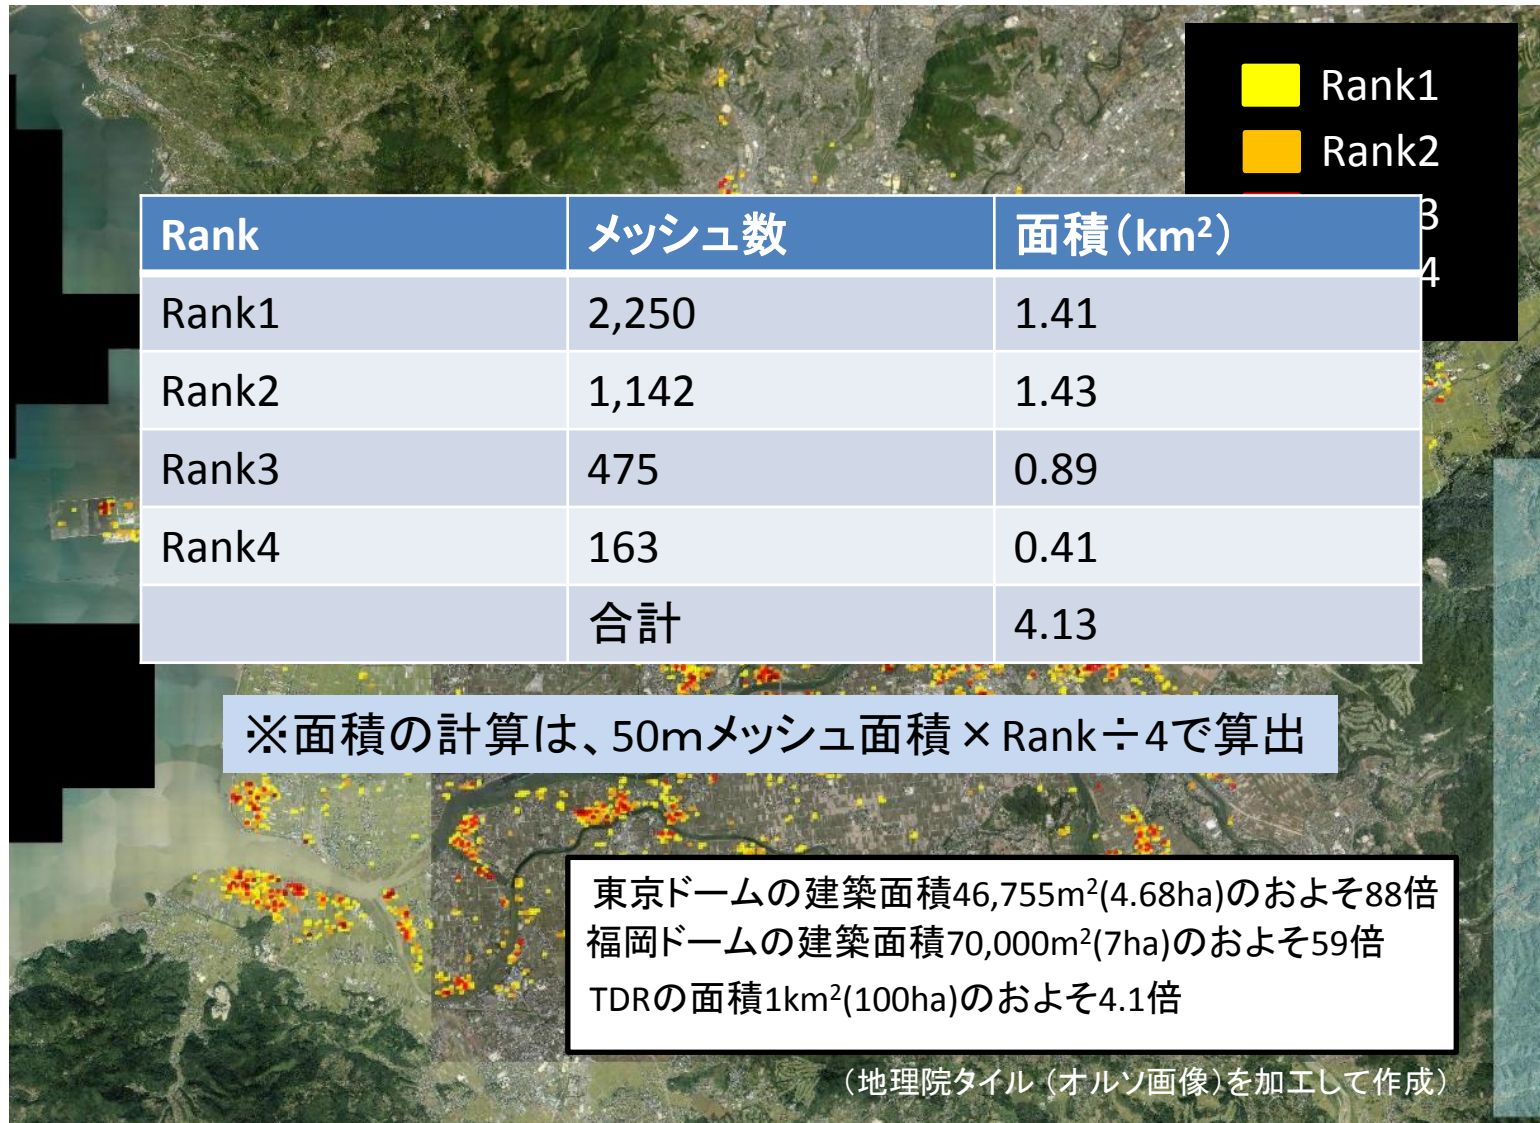 Rank1
Rank2
3
4
Rank メッシュ数 面積（km²）
Rank1 2,250 1.41
Rank2 1,142 1.43
Rank3 475 0.89
Rank4 163 0.41
合計 4.13
※面積の計算は、50mメッシュ面積×Rank÷4で算出
東京ドームの建築面積46,755m²(4.68ha)のおよそ88倍
福岡ドームの建築面積70,000m²(7ha)のおよそ59倍
TDRの面積1km²(100ha)のおよそ4.1倍
（地理院タイル（オルソ画像）を加工して作成）